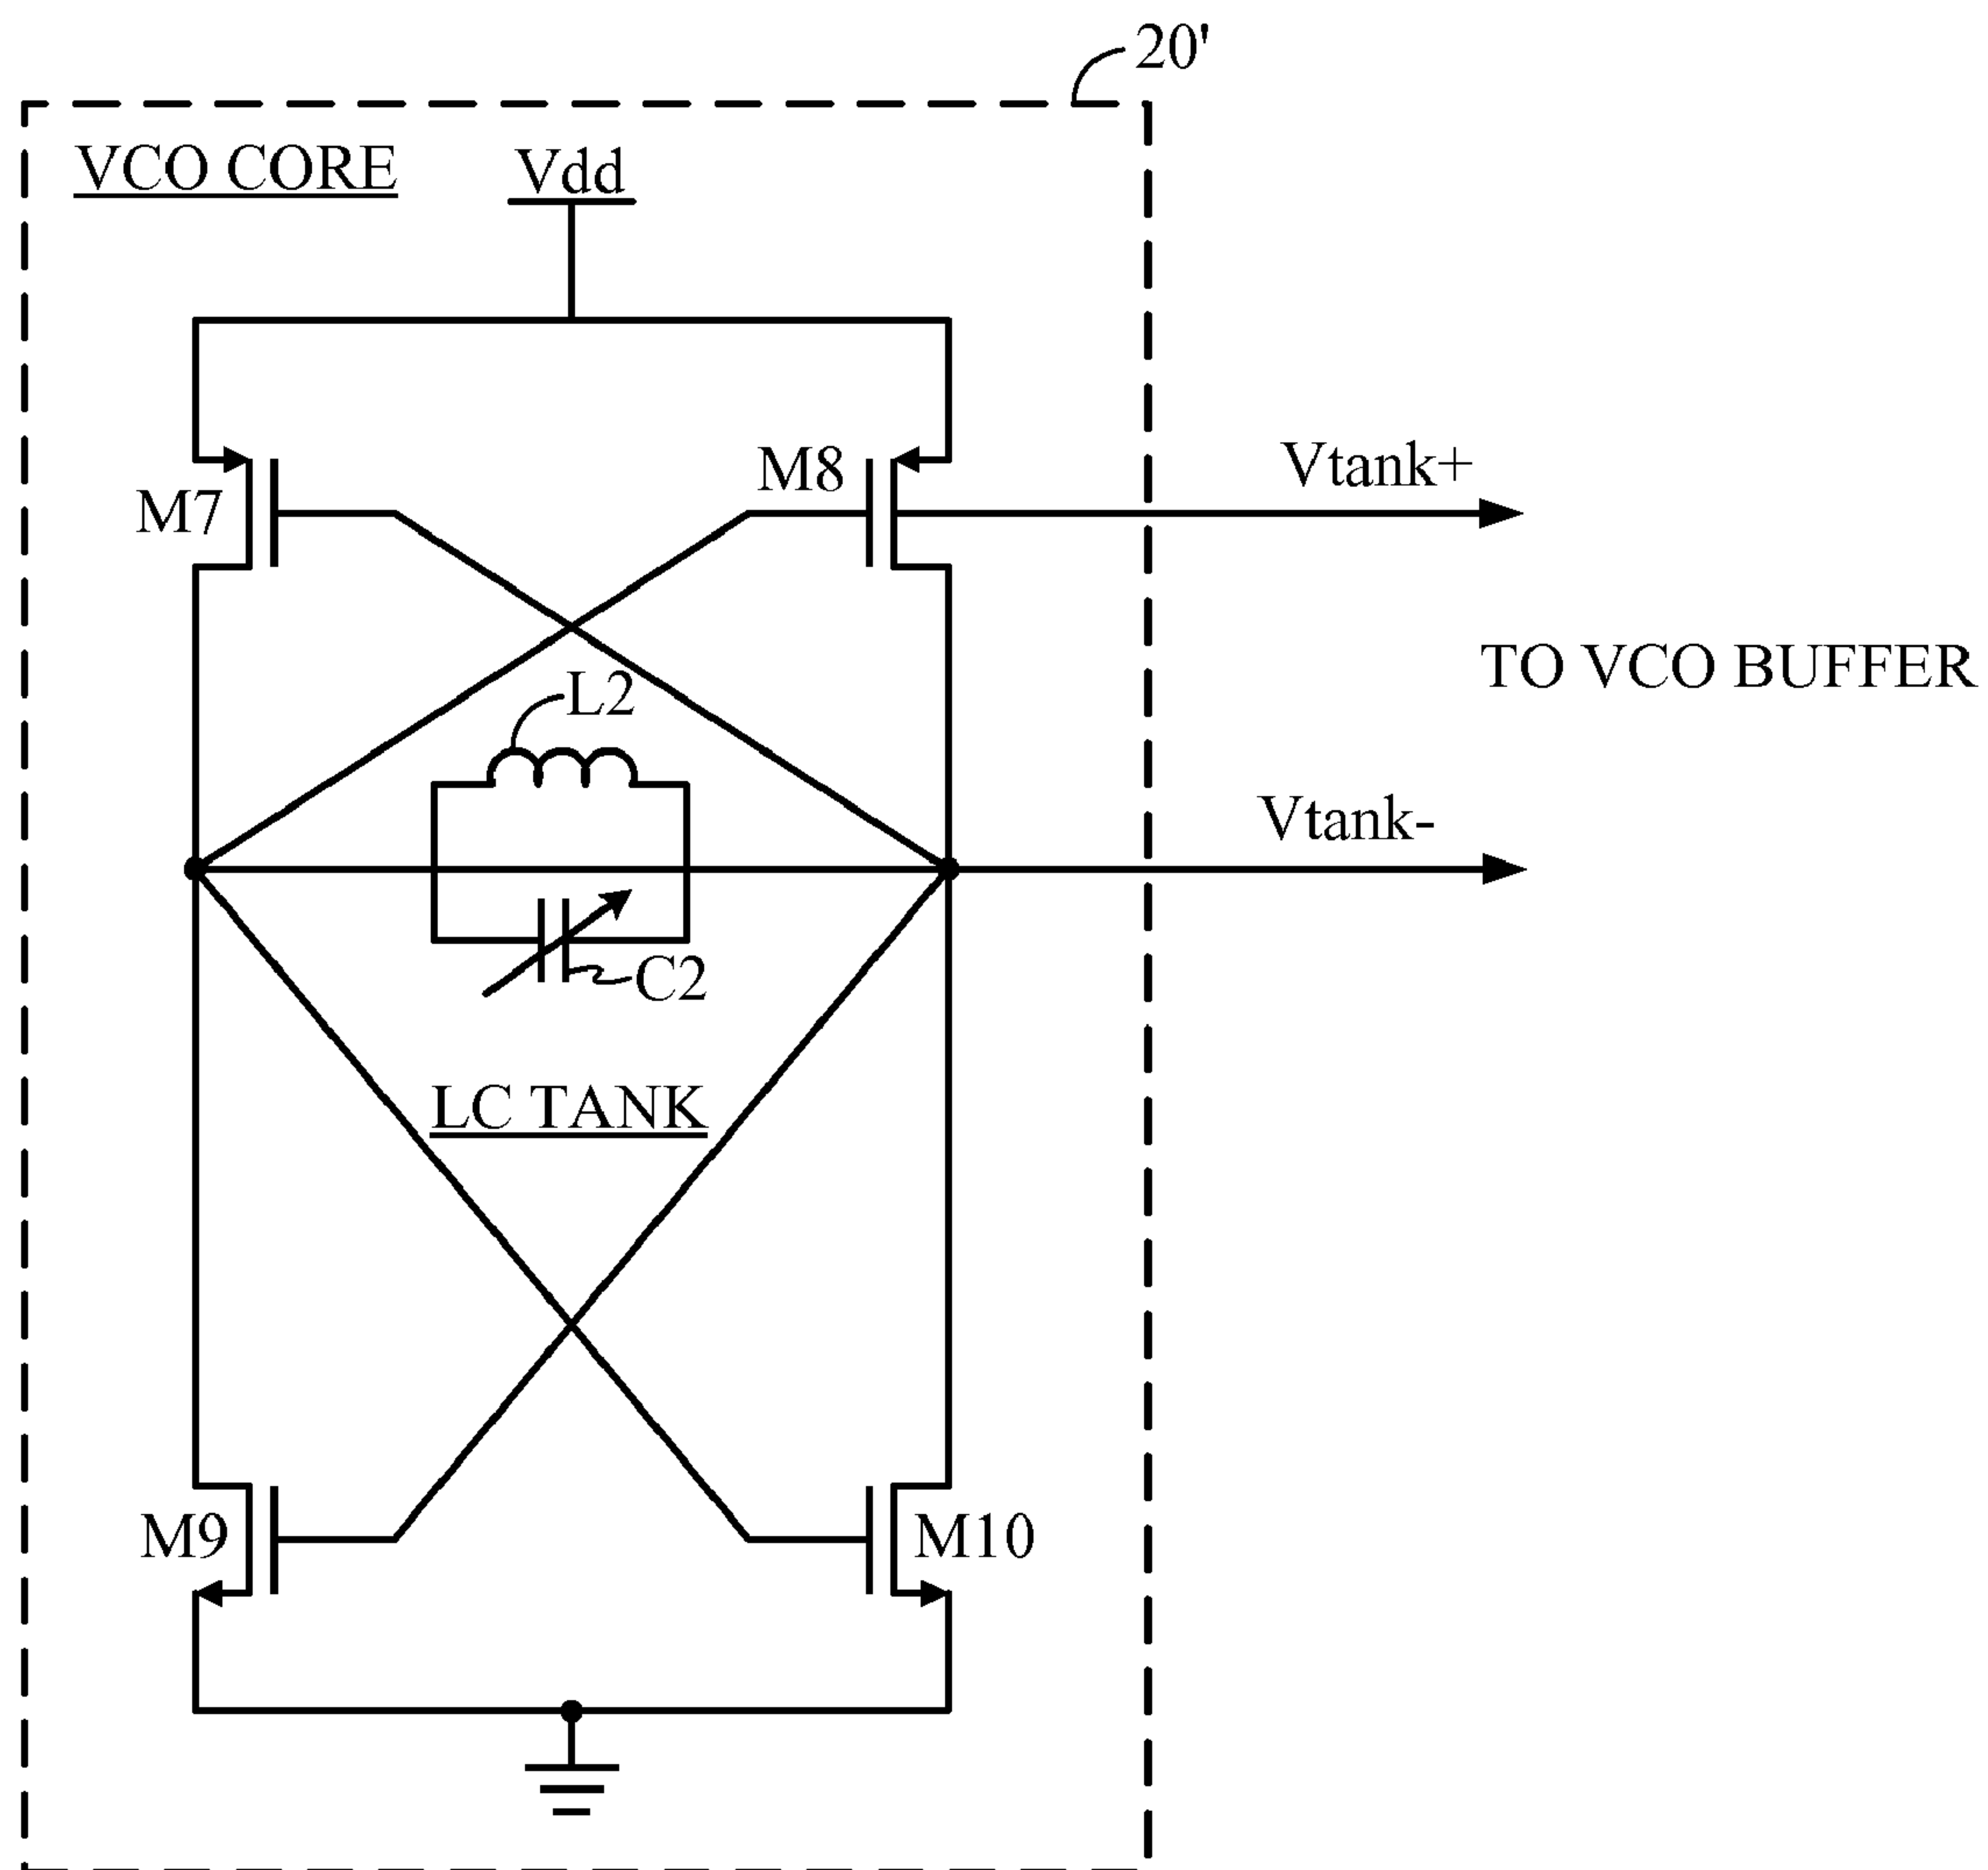 20'
VCO CORE
Vdd
M8
Vtank+
M7
TO VCO BUFFER
L2
Vtank-
C2
LC TANK
M9
M10